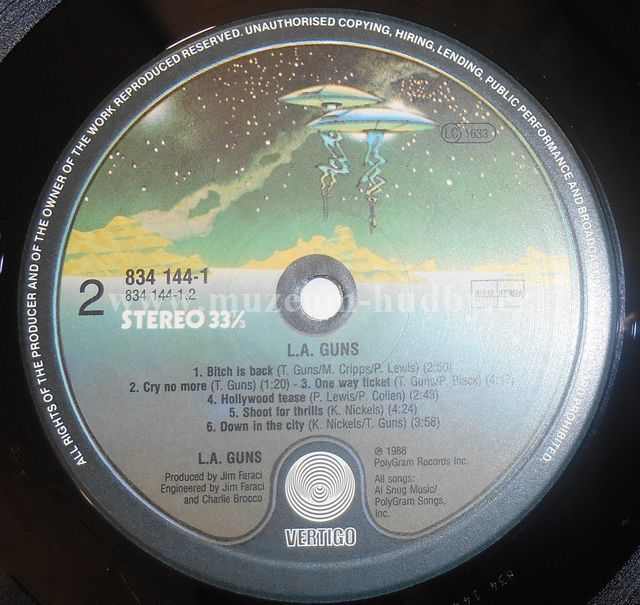 ALL RIGHTS OF THE PRODUCER AND OF THE OWNER OF THE WORK REPRODUCED RESERVED. UNAUTHORISED COPYING, HIRING, LENDING, PUBLIC PERFORMANCE AND BROADCASTING PROHIBITED
LC 1633
2
834 144-1
834 144-1.2
STEREO 33⅓
www.muzeum-hudby
L.A. GUNS
1. Bitch is back (T. Guns/M. Cripps/P. Lewis) (2:50)
2. Cry no more (T. Guns) (1:20) - 3. One way ticket (T. Guns/P. Black)
4. Hollywood tease (P. Lewis/P. Collen) (2:43)
5. Shoot for thrills (K. Nickels) (4:24)
6. Down in the city (K. Nickels/T. Guns) (3:58)
L.A. GUNS
Produced by Jim Faraci
Engineered by Jim Faraci
and Charlie Brocco
℗ 1988
PolyGram Records Inc.
All songs:
Al Snug Music/
PolyGram Songs,
Inc.
VERTIGO